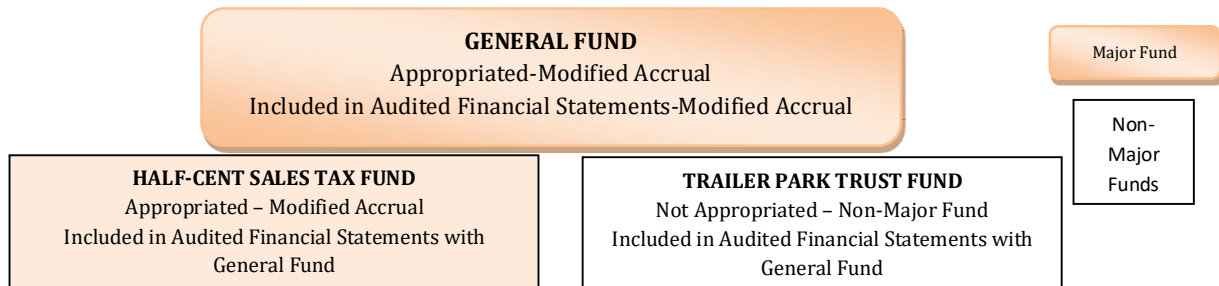 GENERAL FUND
Appropriated-Modified Accrual
Included in Audited Financial Statements-Modified Accrual
Major Fund
Non-
Major
Funds
HALF-CENT SALES TAX FUND
Appropriated – Modified Accrual
Included in Audited Financial Statements with
General Fund
TRAILER PARK TRUST FUND
Not Appropriated – Non-Major Fund
Included in Audited Financial Statements with
General Fund